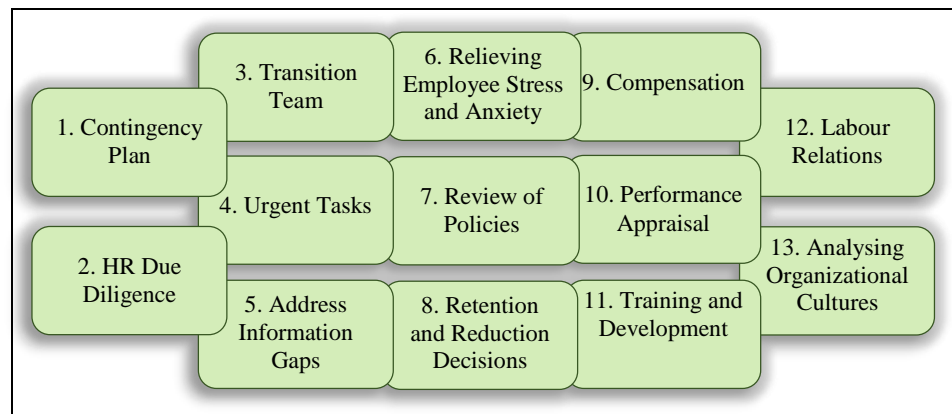 1. Contingency
Plan
2. HR Due
Diligence
3. Transition
Team
4. Urgent Tasks
5. Address
Information
Gaps
6. Relieving
Employee Stress
and Anxiety
7. Review of
Policies
8. Retention
and Reduction
Decisions
9. Compensation
10. Performance
Appraisal
11. Training and
Development
12. Labour
Relations
13. Analysing
Organizational
Cultures